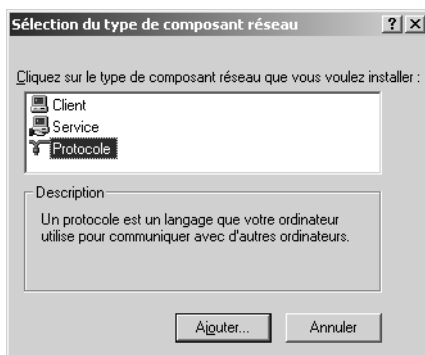 Sélection du type de composant réseau
Cliquez sur le type de composant réseau que vous voulez installer :
Client
Service
Protocole
Description
Un protocole est un langage que votre ordinateur
utilise pour communiquer avec d'autres ordinateurs.
Ajouter... Annuler